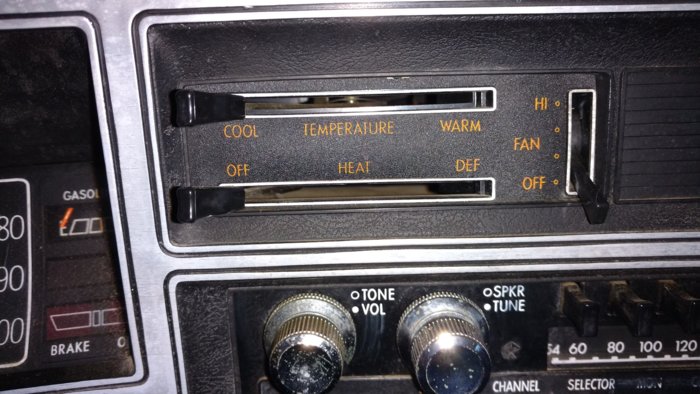 HI
COOL TEMPERATURE WARM
FAN
OFF HEAT DEF
OFF
GASOL
80
90
00
BRAKE
TONE
VOL
SPKR
TUNE
54 60 80 100 120
CHANNEL SELECTOR